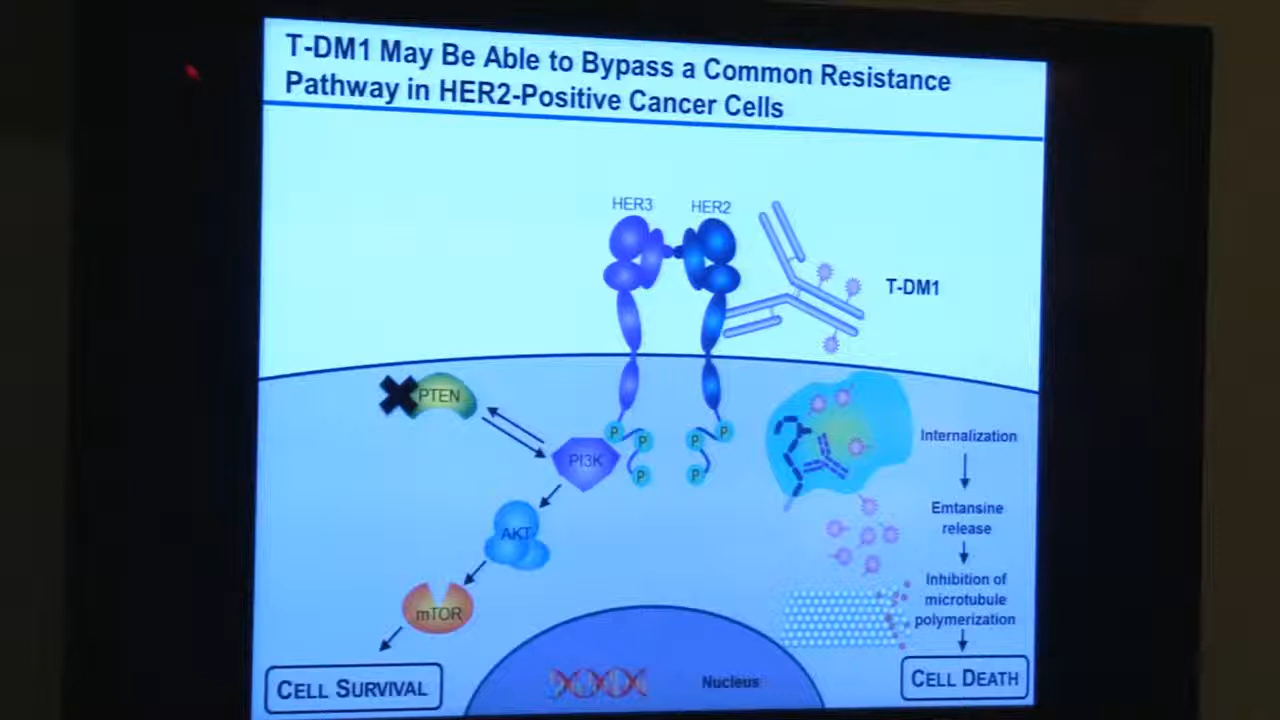 T-DM1 May Be Able to Bypass a Common Resistance
Pathway in HER2-Positive Cancer Cells
HER3
HER2
T-DM1
PTEN
P
P
P
P
P
P
PI3K
Internalization
AKT
Emtansine
release
mTOR
Inhibition of
microtubule
polymerization
CELL SURVIVAL
Nucleus
CELL DEATH